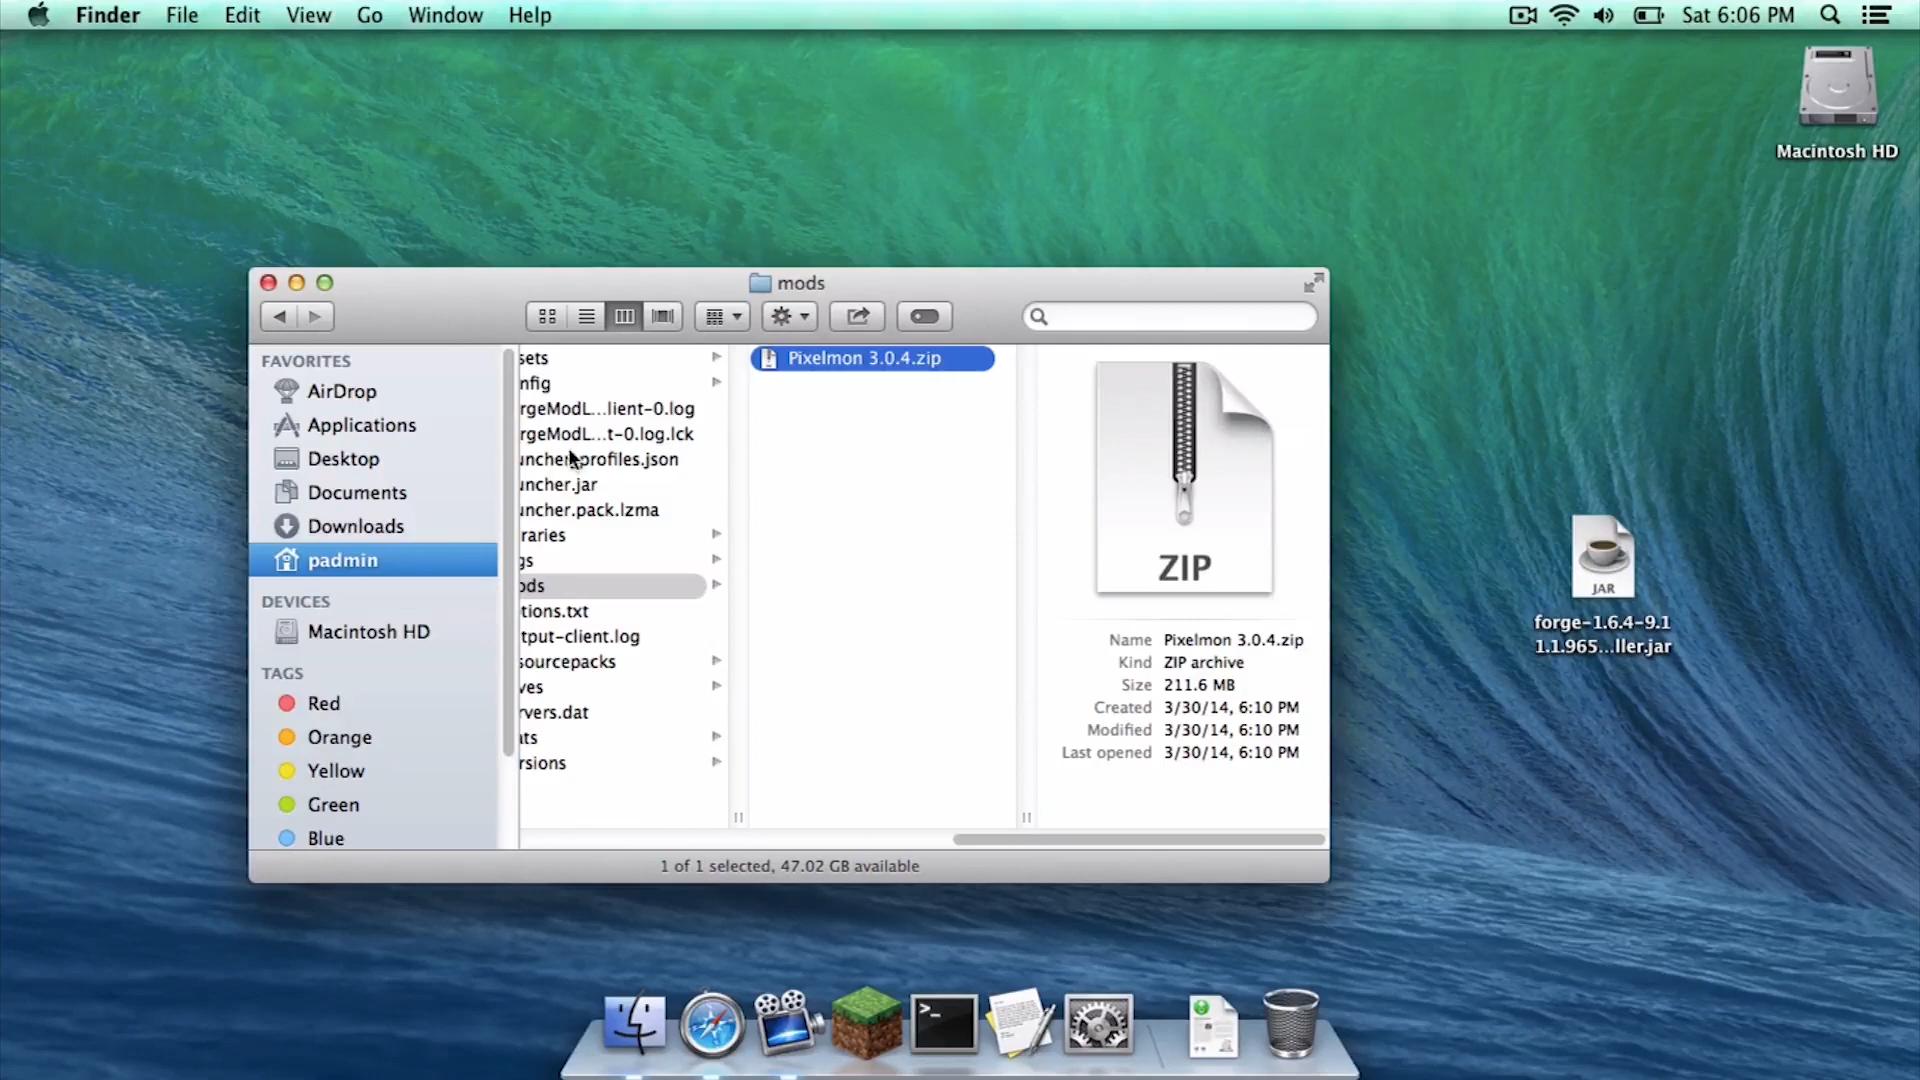 Finder File Edit View Go Window Help
Sat 6:06 PM
Macintosh HD
mods
FAVORITES
AirDrop
Applications
Desktop
Documents
Downloads
padmin
DEVICES
Macintosh HD
TAGS
Red
Orange
Yellow
Green
Blue
sets
nfig
rgeModL...lient-0.log
rgeModL...t-0.log.lck
uncher_profiles.json
uncher.jar
uncher.pack.lzma
raries
gs
ods
tions.txt
tput-client.log
sourcepacks
ves
rvers.dat
ats
rsions
Pixelmon 3.0.4.zip
ZIP
Name Pixelmon 3.0.4.zip
Kind ZIP archive
Size 211.6 MB
Created 3/30/14, 6:10 PM
Modified 3/30/14, 6:10 PM
Last opened 3/30/14, 6:10 PM
1 of 1 selected, 47.02 GB available
JAR
forge-1.6.4-9.1
1.1.965...ller.jar